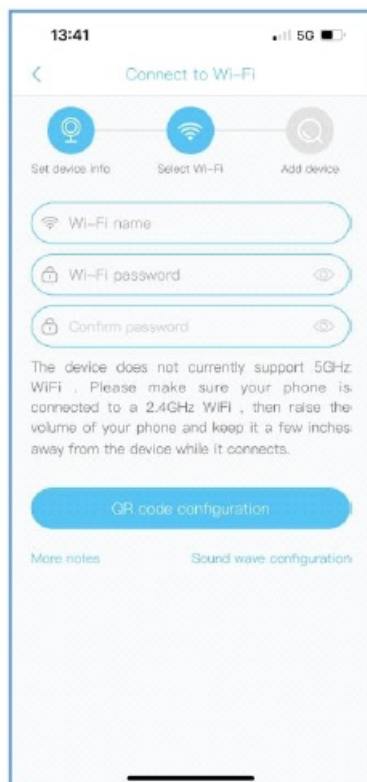 13:41
5G
Connect to Wi-Fi
Set device info
Select Wi-Fi
Add device
Wi-Fi name
Wi-Fi password
Confirm password
The device does not currently support 5GHz
WiFi . Please make sure your phone is
connected to a 2.4GHz WiFi , then raise the
volume of your phone and keep it a few inches
away from the device while it connects.
QR code configuration
More notes
Sound wave configuration